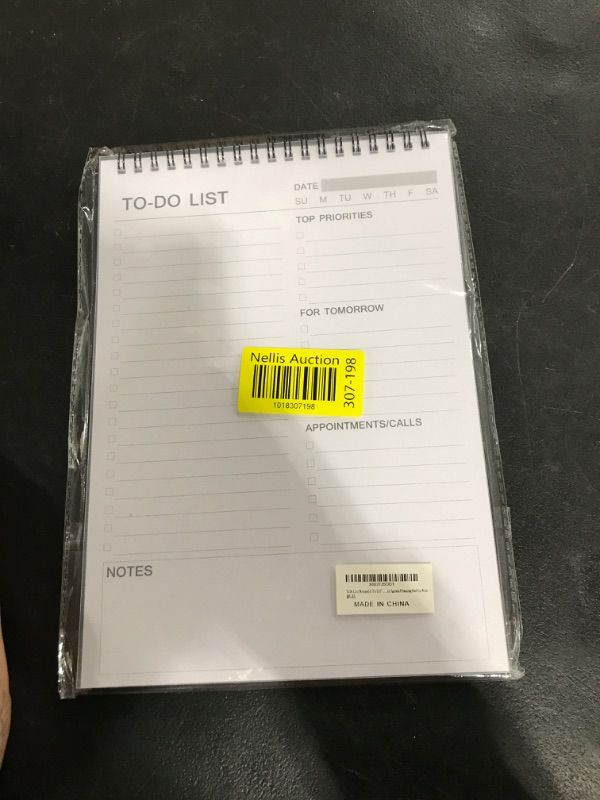 TO-DO LIST
DATE
SU M TU W TH F SA
TOP PRIORITIES
FOR TOMORROW
Nellis Auction
1018307198
307-198
APPOINTMENTS/CALLS
NOTES
MADE IN CHINA